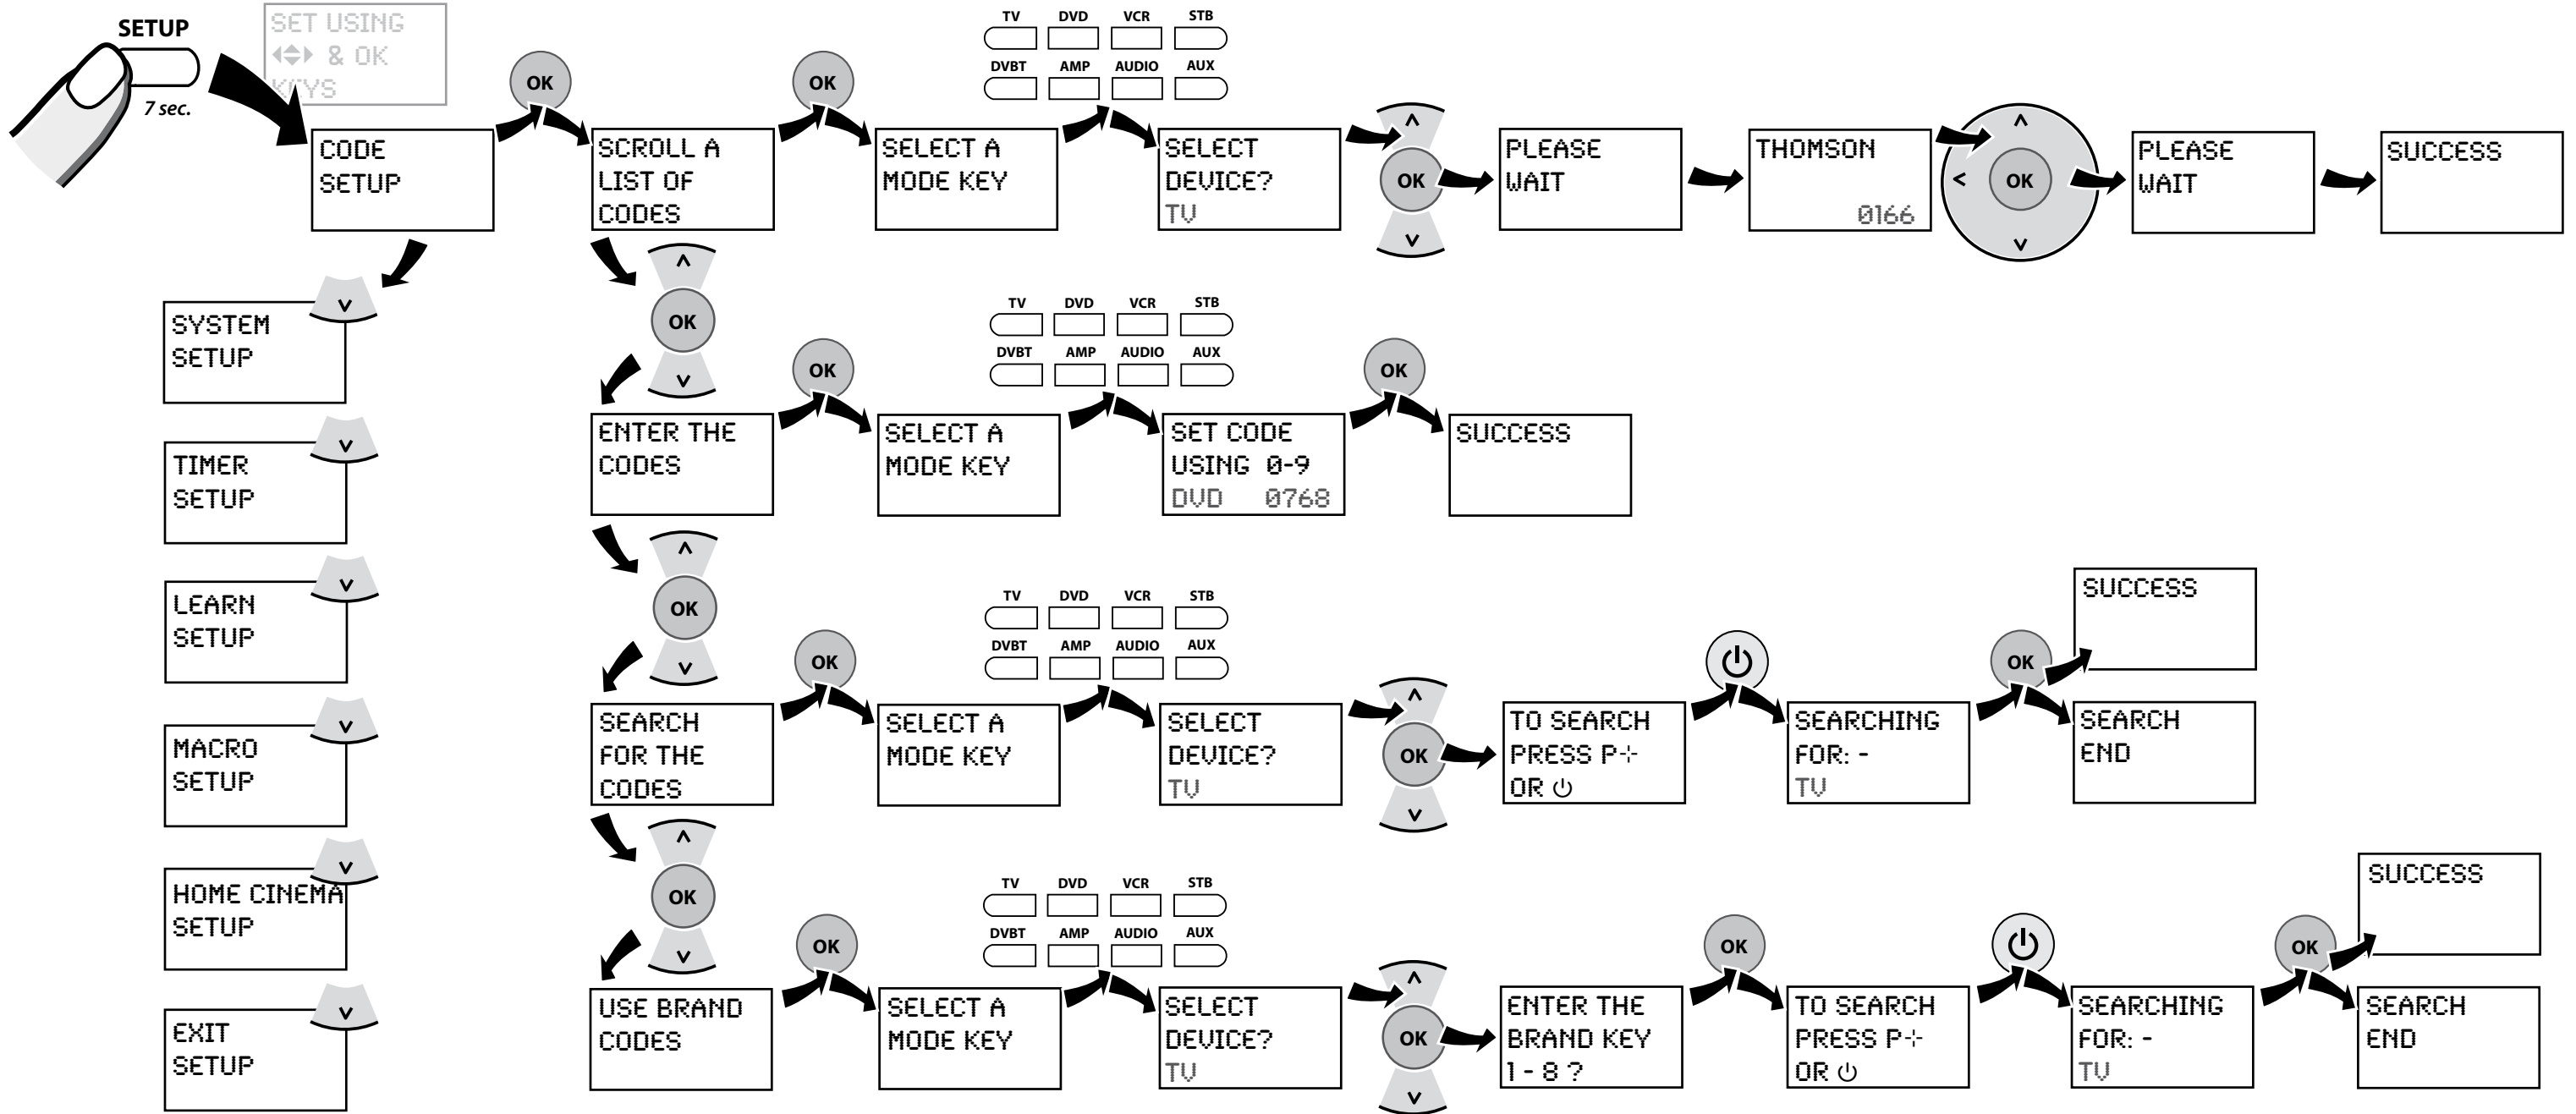 SETUP
7 sec.
SET USING
& OK
KEYS
CODE
SETUP
OK
SCROLL A
LIST OF
CODES
OK
SELECT A
MODE KEY
TV DVD VCR STB
DVBT AMP AUDIO AUX
SELECT
DEVICE?
TV
OK
PLEASE
WAIT
THOMSON
0166
OK
PLEASE
WAIT
SUCCESS
SYSTEM
SETUP
TIMER
SETUP
LEARN
SETUP
MACRO
SETUP
HOME CINEMA
SETUP
EXIT
SETUP
OK
ENTER THE
CODES
OK
SELECT A
MODE KEY
TV DVD VCR STB
DVBT AMP AUDIO AUX
SET CODE
USING 0-9
DVD 0768
OK
SUCCESS
OK
SEARCH
FOR THE
CODES
OK
SELECT A
MODE KEY
TV DVD VCR STB
DVBT AMP AUDIO AUX
SELECT
DEVICE?
TV
OK
TO SEARCH
PRESS P+
OR ⏻
SEARCHING
FOR: -
TV
OK
SUCCESS
SEARCH
END
OK
USE BRAND
CODES
OK
SELECT A
MODE KEY
TV DVD VCR STB
DVBT AMP AUDIO AUX
SELECT
DEVICE?
TV
OK
ENTER THE
BRAND KEY
1 - 8 ?
OK
TO SEARCH
PRESS P+
OR ⏻
SEARCHING
FOR: -
TV
OK
SUCCESS
SEARCH
END